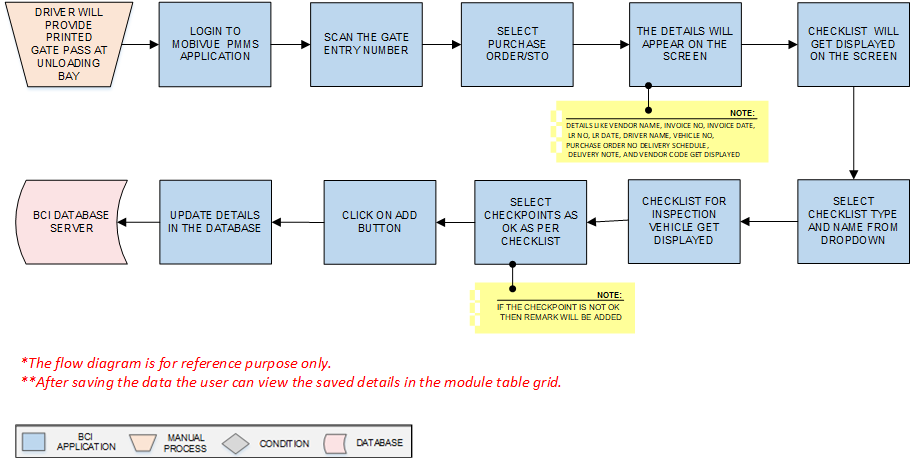 DRIVER WILL
PROVIDE
PRINTED
GATE PASS AT
UNLOADING
BAY
LOGIN TO
MOBIVUE PMMS
APPLICATION
SCAN THE GATE
ENTRY NUMBER
SELECT
PURCHASE
ORDER/STO
THE DETAILS WILL
APPEAR ON THE
SCREEN
CHECKLIST WILL
GET DISPLAYED
ON THE SCREEN
NOTE:
DETAILS LIKE VENDOR NAME, INVOICE NO, INVOICE DATE,
LR NO, LR DATE, DRIVER NAME, VEHICLE NO,
PURCHASE ORDER NO DELIVERY SCHEDULE,
DELIVERY NOTE, AND VENDOR CODE GET DISPLAYED
BCI DATABASE
SERVER
UPDATE DETAILS
IN THE DATABASE
CLICK ON ADD
BUTTON
SELECT
CHECKPOINTS AS
OK AS PER
CHECKLIST
CHECKLIST FOR
INSPECTION
VEHICLE GET
DISPLAYED
SELECT
CHECKLIST TYPE
AND NAME FROM
DROPDOWN
NOTE:
IF THE CHECKPOINT IS NOT OK
THEN REMARK WILL BE ADDED
*The flow diagram is for reference purpose only.
**After saving the data the user can view the saved details in the module table grid.
BCI
APPLICATION
MANUAL
PROCESS
CONDITION
DATABASE